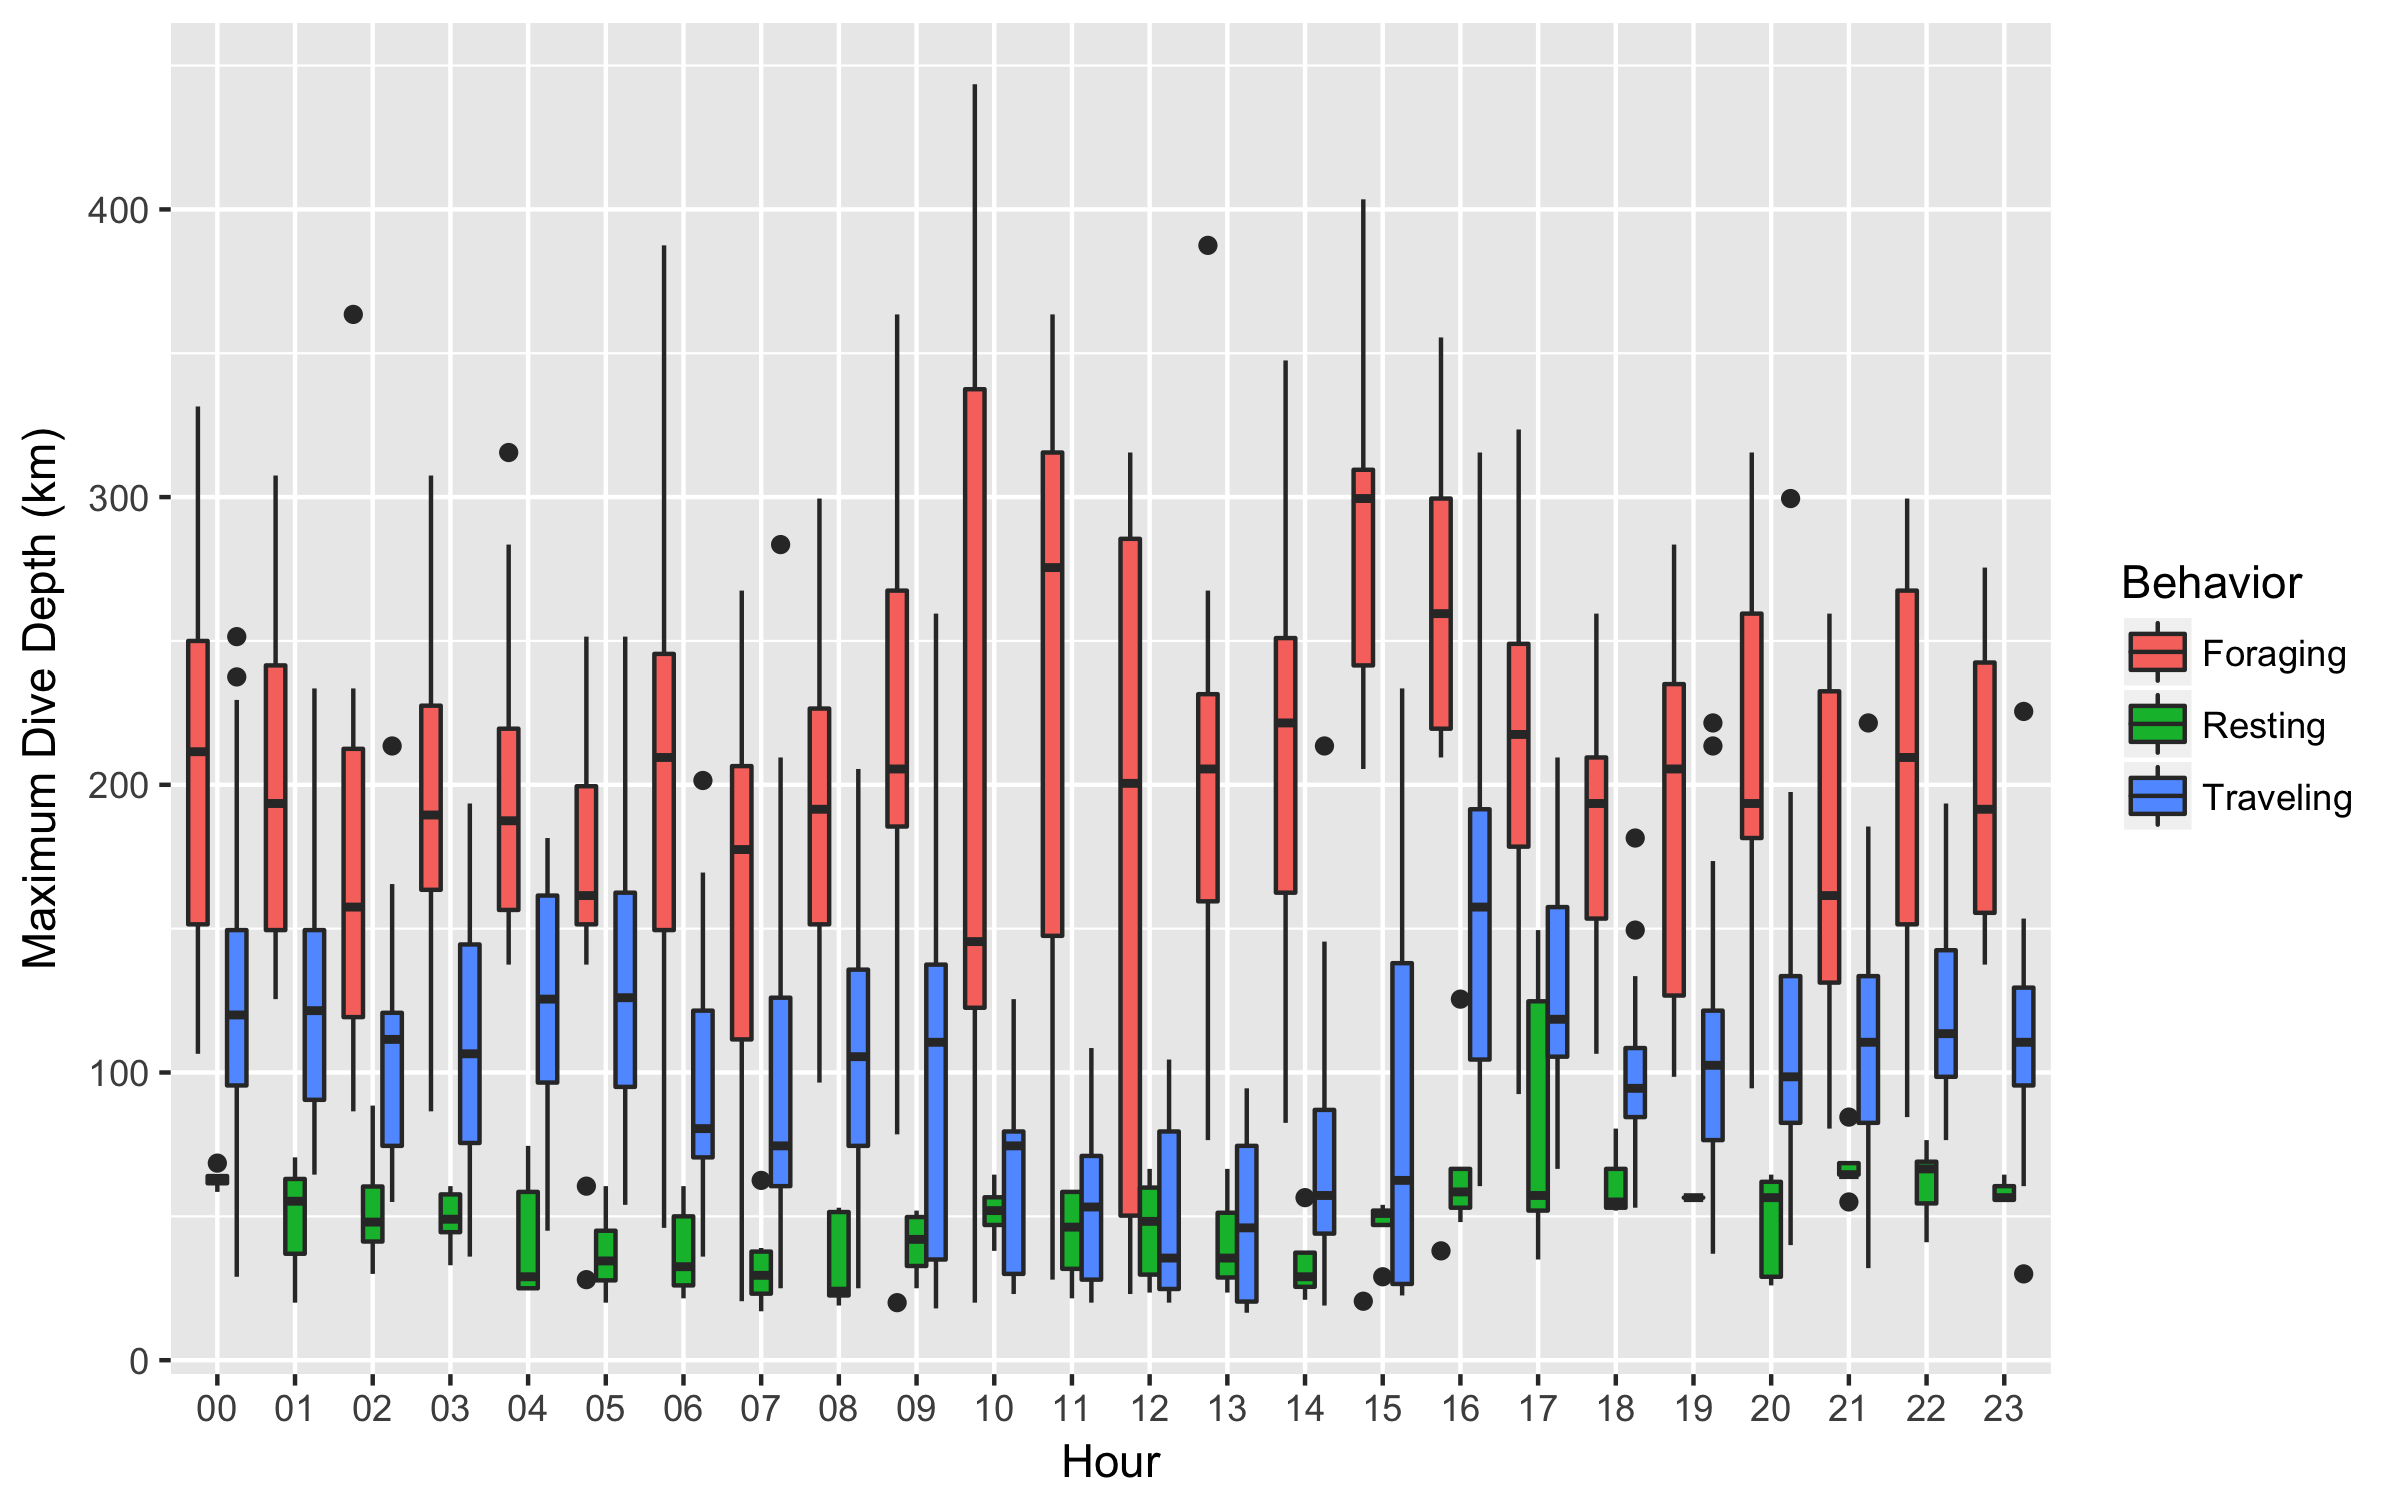 Maximum Dive Depth (km)
400
300
200
100
0
00 01 02 03 04 05 06 07 08 09 10 11 12 13 14 15 16 17 18 19 20 21 22 23
Hour
Behavior
Foraging
Resting
Traveling